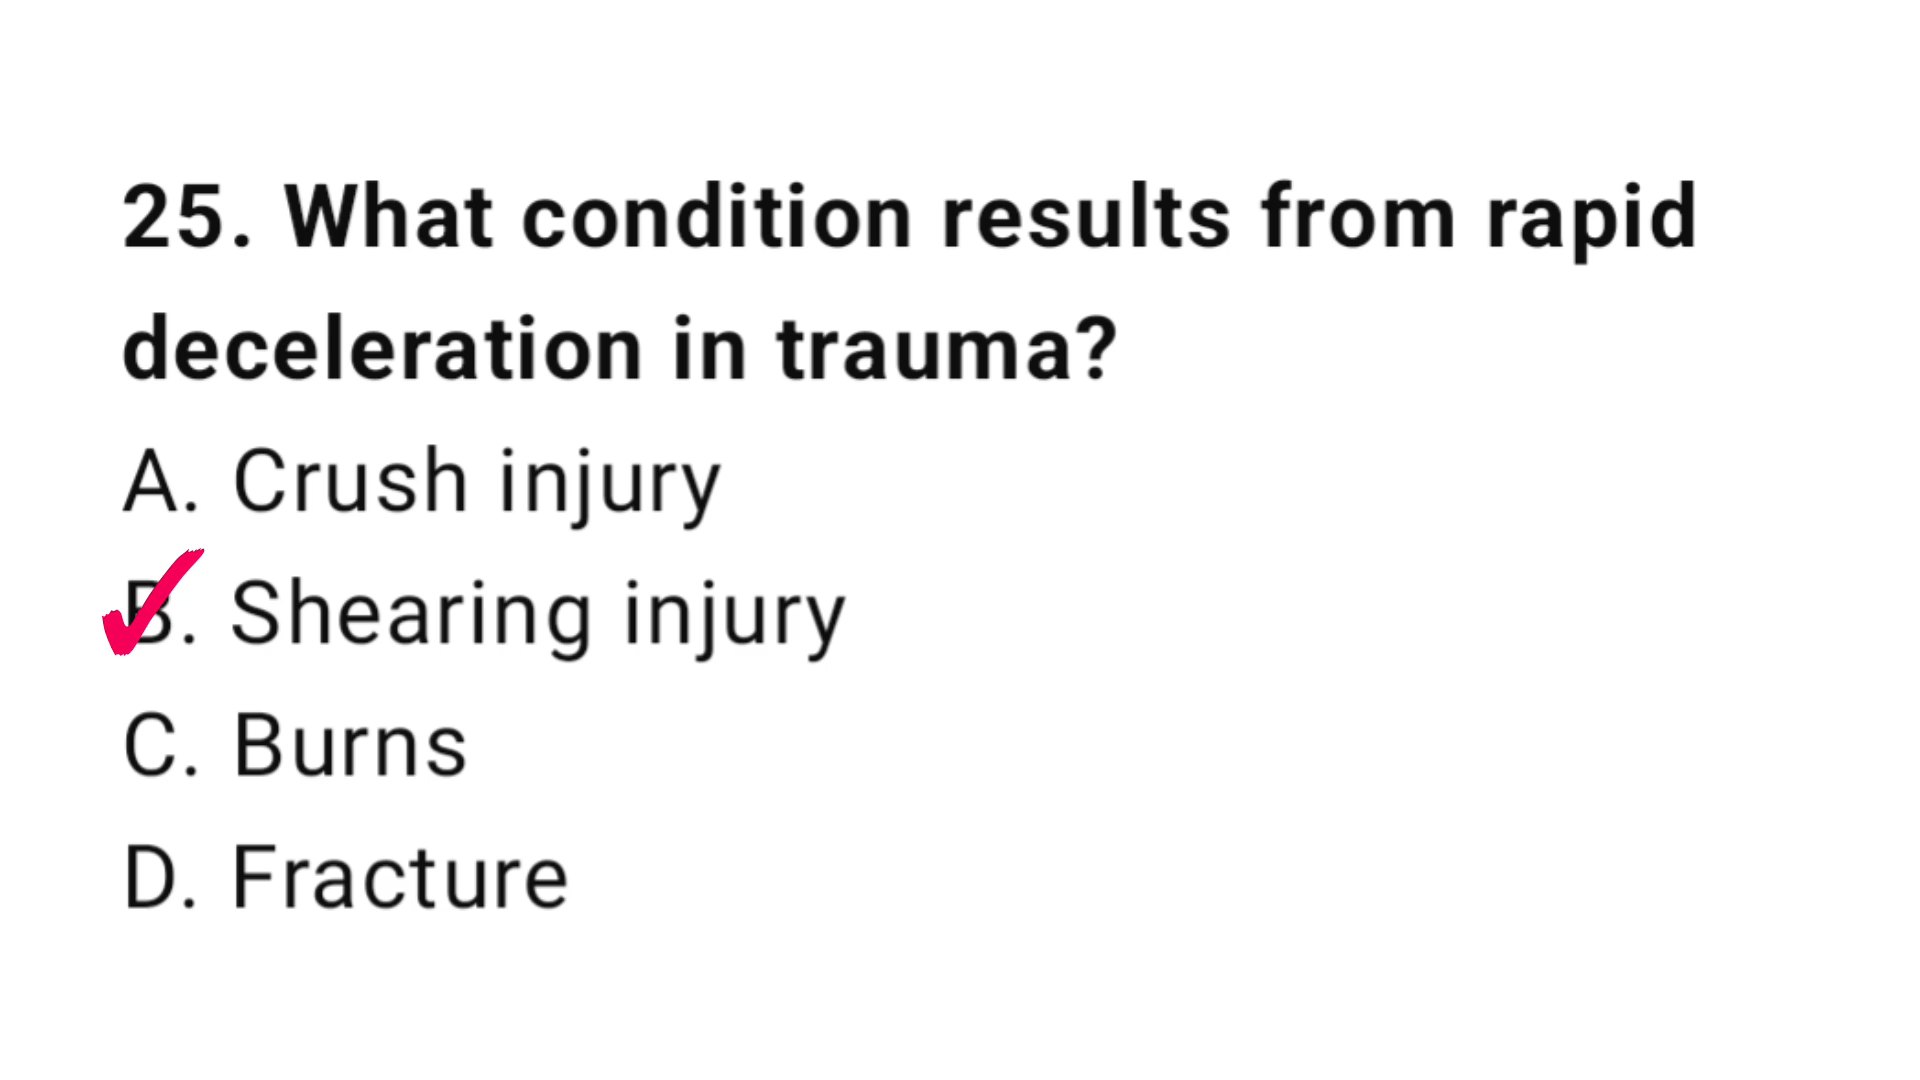 25. What condition results from rapid
deceleration in trauma?
A. Crush injury
B. Shearing injury
C. Burns
D. Fracture